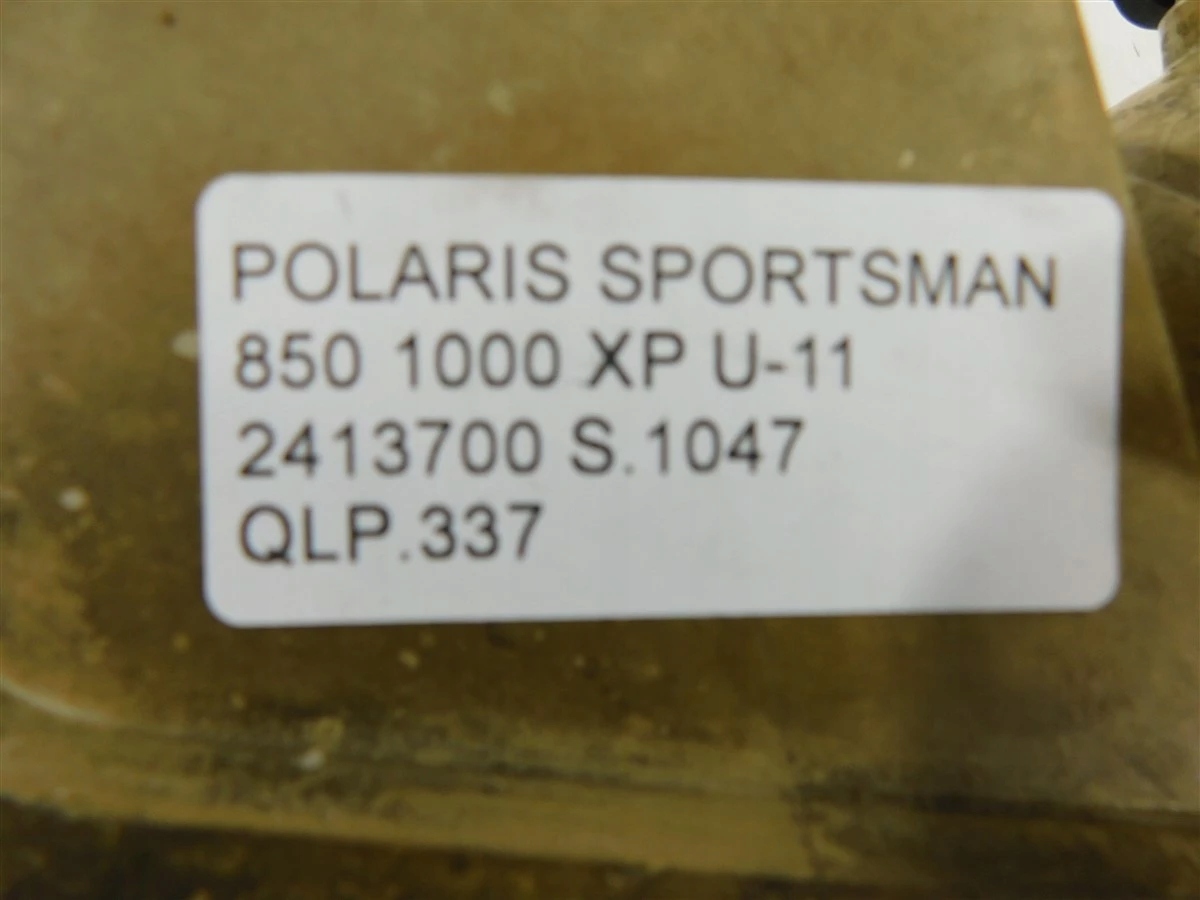 POLARIS SPORTSMAN
850 1000 XP U-11
2413700 S.1047
QLP.337